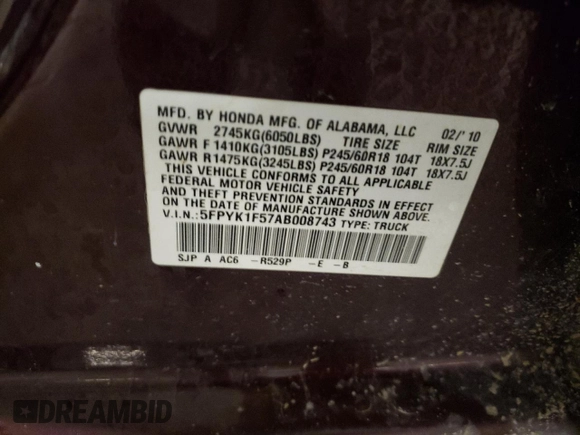 MFD. BY HONDA MFG. OF ALABAMA, LLC 02/'10
GVWR 2745KG(6050LBS) TIRE SIZE RIM SIZE
GAWR F 1410KG(3105LBS) P245/60R18 104T 18X7.5J
GAWR R1475KG(3245LBS) P245/60R18 104T 18X7.5J
THIS VEHICLE CONFORMS TO ALL APPLICABLE
FEDERAL MOTOR VEHICLE SAFETY
AND THEFT PREVENTION STANDARDS IN EFFECT
ON THE DATE OF MANUFACTURE SHOWN ABOVE.
V.I.N.:5FPYK1F57AB008743 TYPE: TRUCK
SJP A AC6 -R529P -E -B
DREAMBID